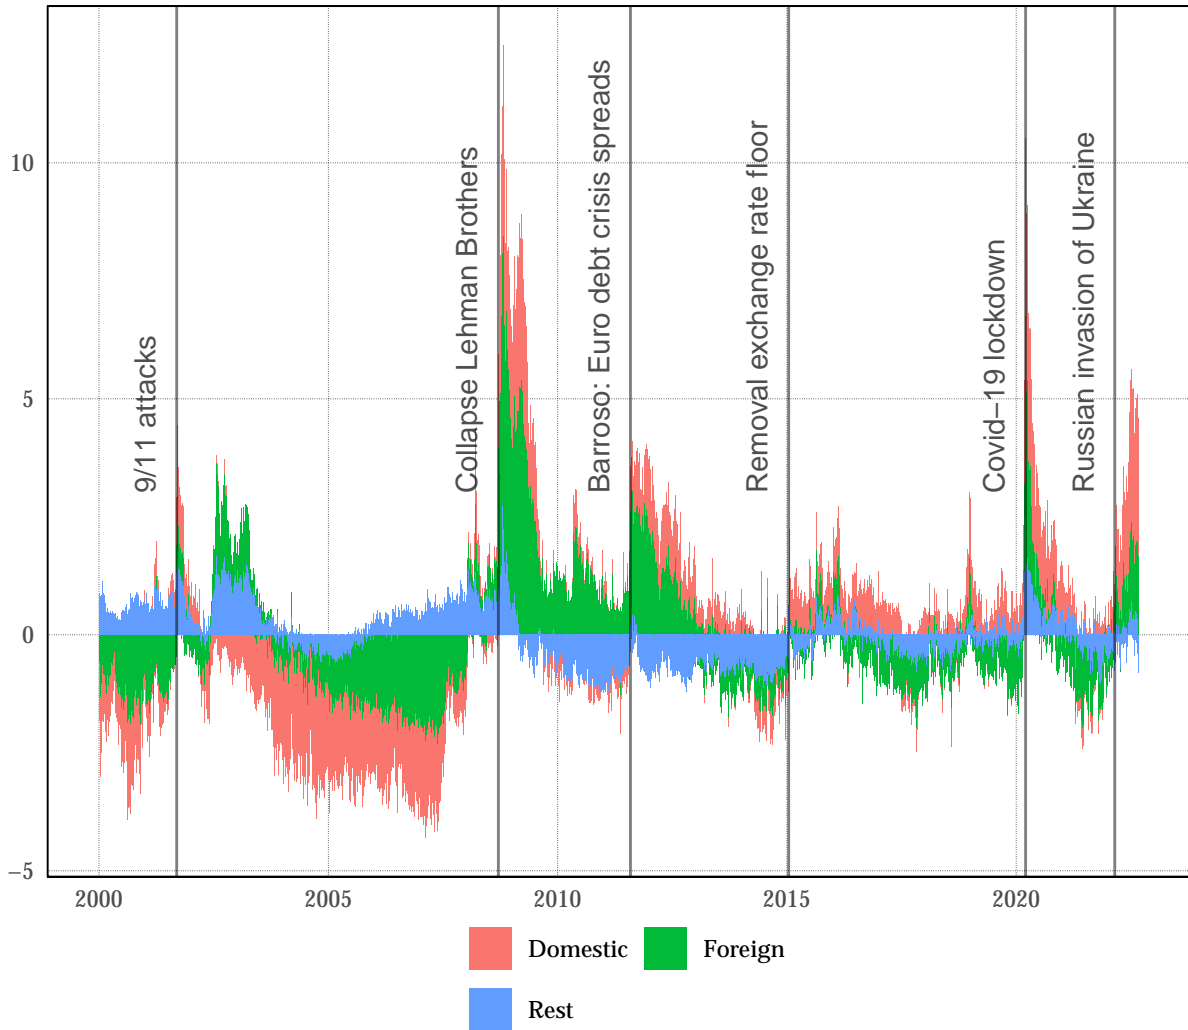 10
5
0
−5
9/11 attacks
Collapse Lehman Brothers
Barroso: Euro debt crisis spreads
Removal exchange rate floor
Covid−19 lockdown
Russian invasion of Ukraine
2000 2005 2010 2015 2020
Domestic Foreign
Rest